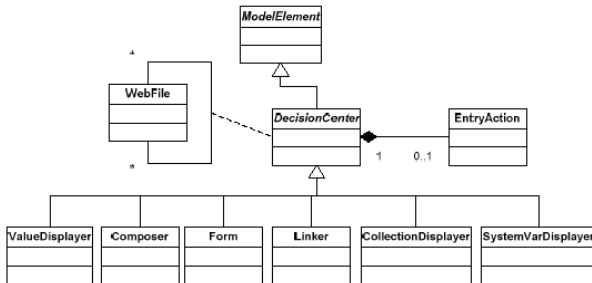 ModelElement
*
WebFile
*
DecisionCenter
EntryAction
1
0..1
ValueDisplayer
Composer
Form
Linker
CollectionDisplayer
SystemVarDisplayer